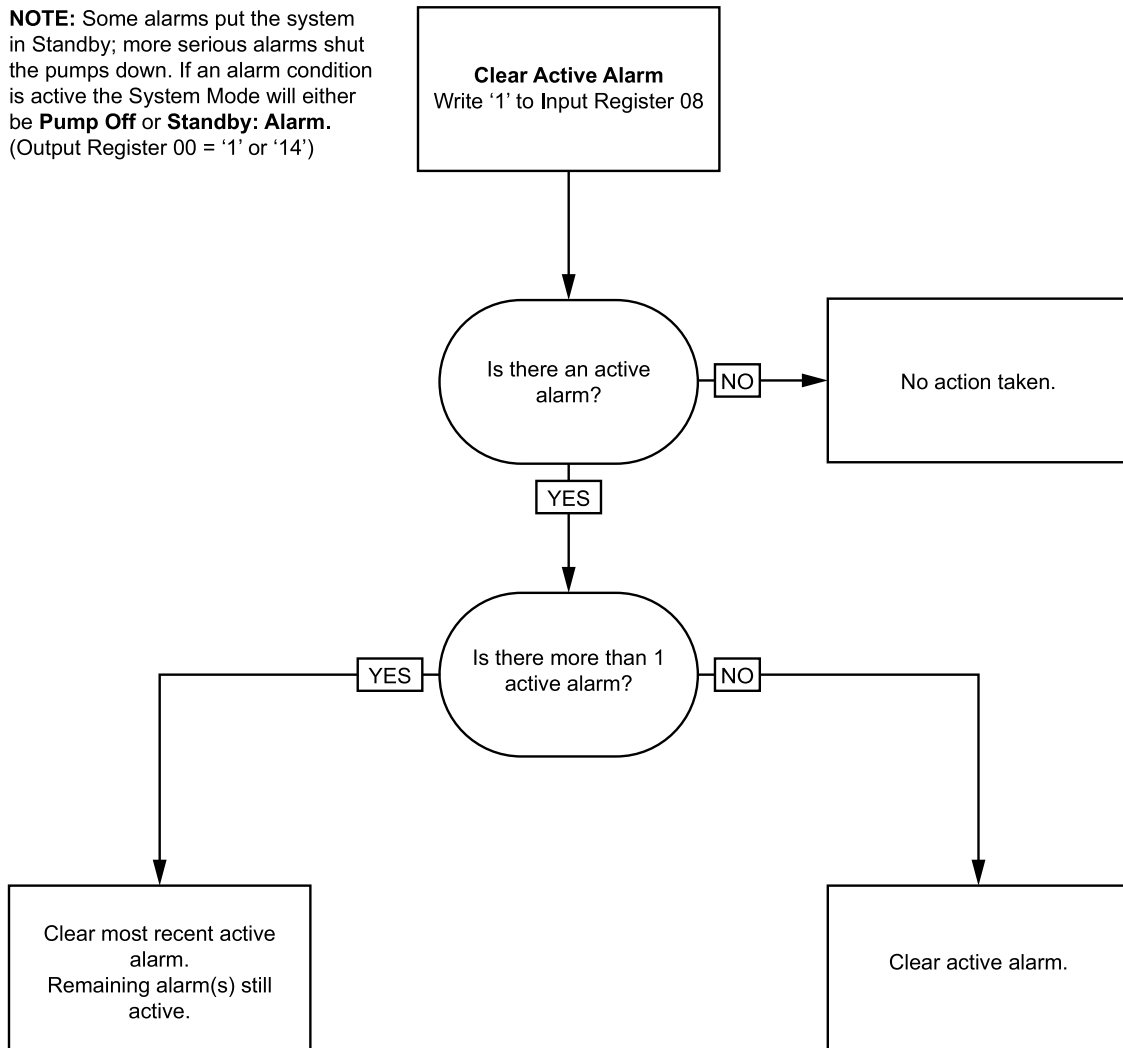 NOTE: Some alarms put the system
in Standby; more serious alarms shut
the pumps down. If an alarm condition
is active the System Mode will either
be Pump Off or Standby: Alarm.
(Output Register 00 = ‘1’ or ‘14’)
Clear Active Alarm
Write ‘1’ to Input Register 08
Is there an active
alarm?
NO
No action taken.
YES
Is there more than 1
active alarm?
YES
NO
Clear most recent active
alarm.
Remaining alarm(s) still
active.
Clear active alarm.